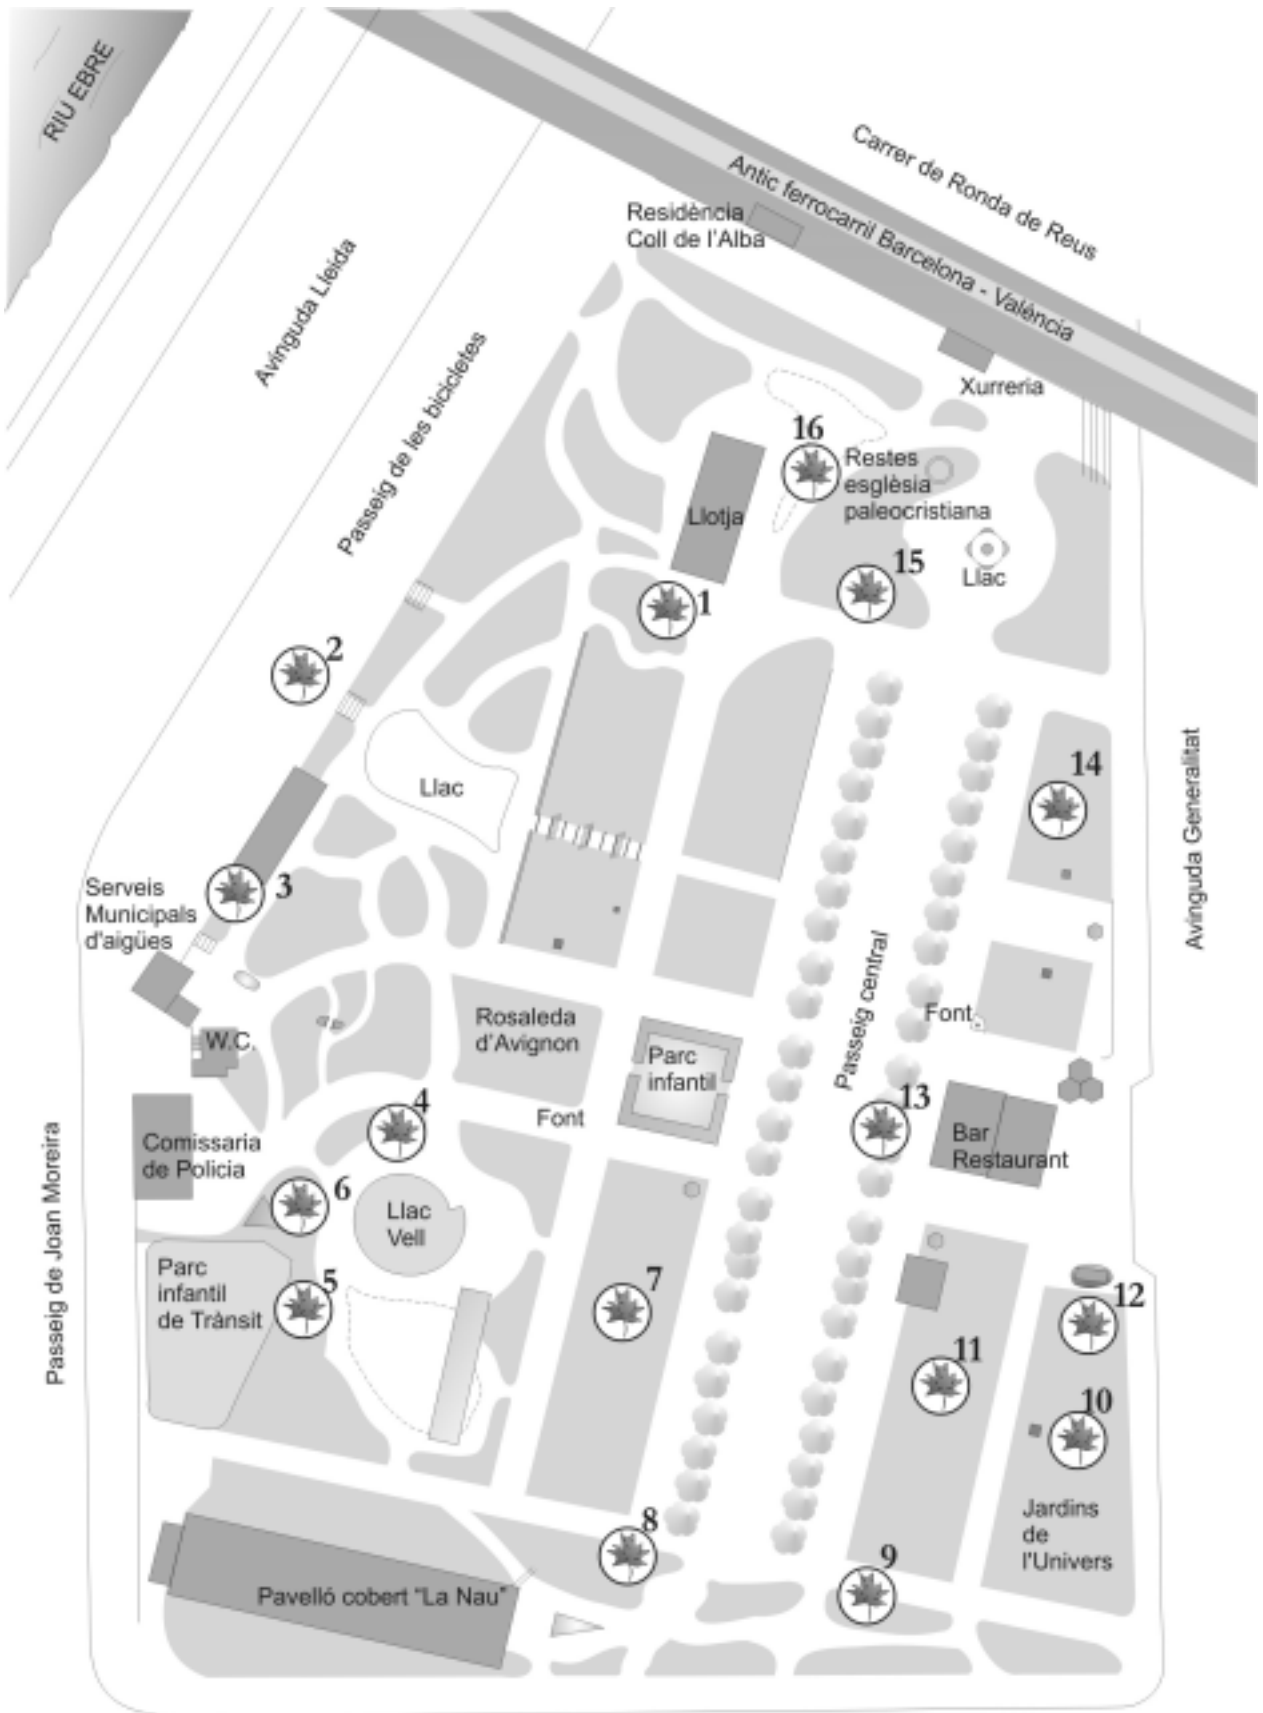 RIU EBRE
Carrer de Ronda de Reus
Antic ferrocarril Barcelona - València
Residència
Coll de l'Alba
Avinguda Lleida
Passeig de les bicicletes
Xurreria
16
Restes
esglèsia
paleocristiana
Llotja
15
Llac
1
2
14
Llac
Avinguda Generalitat
3
Serveis
Municipals
d'aigües
Passeig central
Rosaleda
d'Avignon
Font
W.C.
Parc
infantil
4
Font
13
Comissaria
de Policia
Bar
Restaurant
Passeig de Joan Moreira
6
Llac
Vell
Parc
infantil
de Trànsit
5
7
12
11
10
Jardins
de
l'Univers
8
9
Pavelló cobert "La Nau"